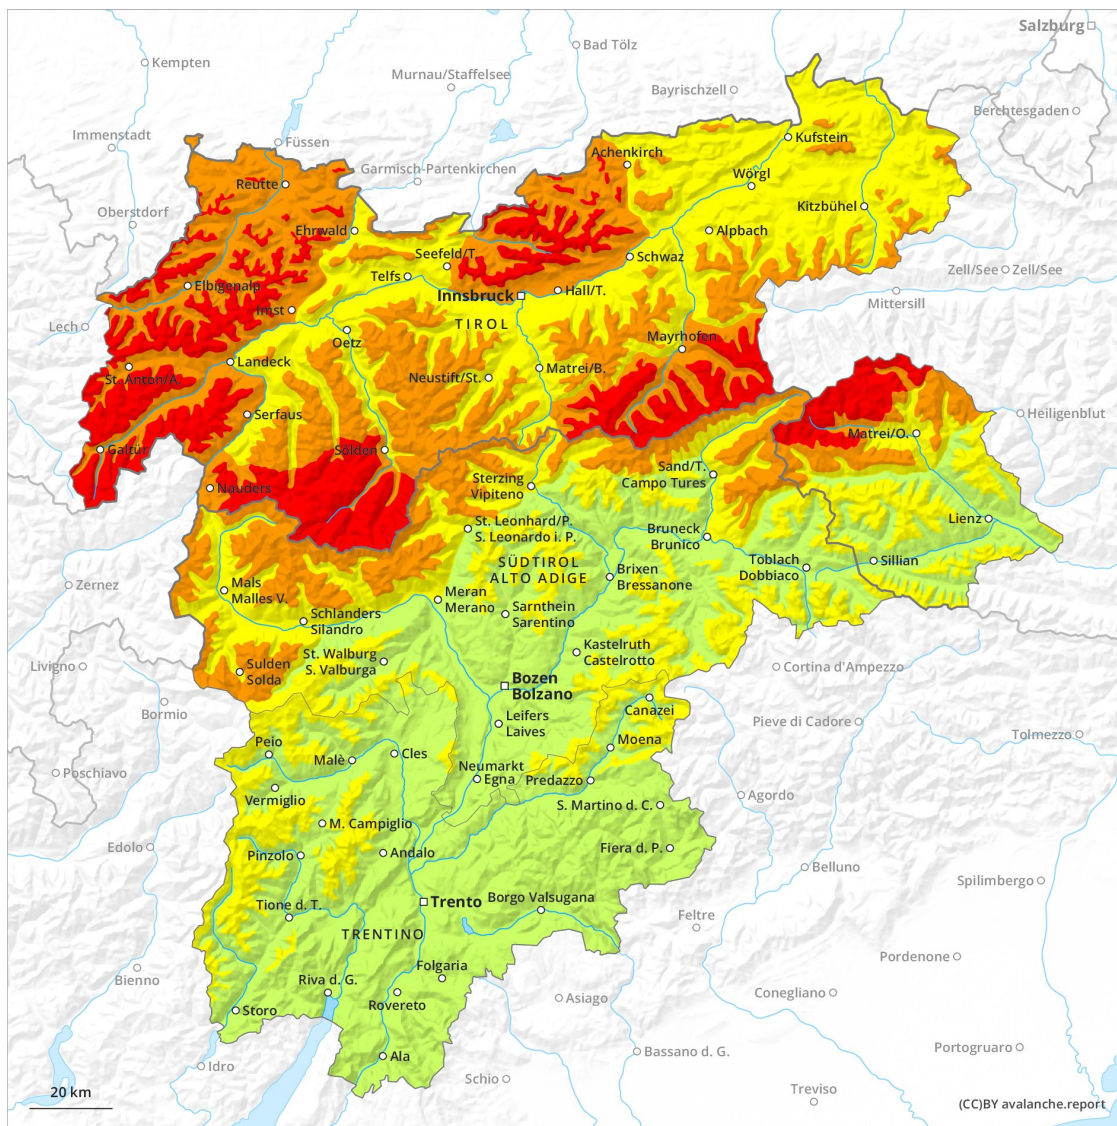 Salzburg
Bad Tölz
Kempten
Murnau/Staffelsee
Bayrischzell
Berchtesgaden
Immenstadt
Füssen
Kufstein
Achenkirch
Garmisch-Partenkirchen
Wörgl
Reutte
Oberstdorf
Kitzbühel
Ehrwald
Alpbach
Seefeld/T.
Schwaz
Telfs
Zell/See
Zell/See
Elbigenalp
Hall/T.
Innsbruck
Mittersill
Imst
TIROL
Lech
Oetz
Mayrhofen
Landeck
St. Anton/A.
Matrei/B.
Neustift/St.
Serfaus
Heiligenblut
Matrei/O.
Galtür
Sölden
Sand/T.
Campo Tures
Sterzing
Vipiteno
Nauders
St. Leonhard/P.
S. Leonardo i. P.
Lienz
Bruneck
Brunico
SÜDTIROL
ALTO ADIGE
Toblach
Dobbiaco
Sillian
Brixen
Bressanone
Zernez
Mals
Malles V.
Meran
Merano
Sarnthein
Sarentino
Schlanders
Silandro
Kastelruth
Castelrotto
St. Walburg
S. Valburga
Livigno
Sulden
Solda
Cortina d'Ampezzo
Bozen
Bolzano
Bormio
Canazei
Leifers
Laives
Pieve di Cadore
Tolmezzo
Peio
Moena
Cles
Malè
Poschiavo
Neumarkt
Egna
Predazzo
Vermiglio
Agordo
S. Martino d. C.
M. Campiglio
Edolo
Pinzolo
Andalo
Fiera d. P.
Belluno
Spilimbergo
Borgo Valsugana
Trento
Tione d. T.
Feltre
TRENTINO
Pordenone
Folgaria
Bienno
Riva d. G.
Rovereto
Conegliano
Asiago
Storo
Portogruaro
Bassano d. G.
Ala
Idro
Schio
Treviso
20 km
(CC)BY avalanche.report